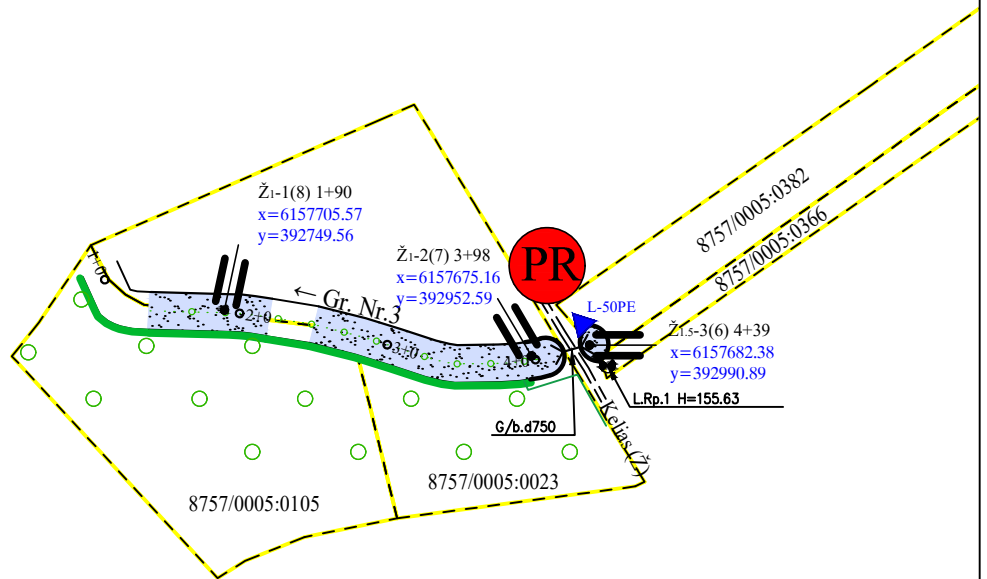 8757/0005:0382
8757/0005:0366
Ž1-1(8) 1+90
x=6157705.57
y=392749.56
Ž1-2(7) 3+98
x=6157675.16
y=392952.59
PR
1+0
← Gr. Nr.3
2+0
3+0
4+0
L-50PE
Ž1.5-3(6) 4+39
x=6157682.38
y=392990.89
L.Rp.1 H=155.63
G/b.d750
Kelias (Ž)
8757/0005:0023
8757/0005:0105